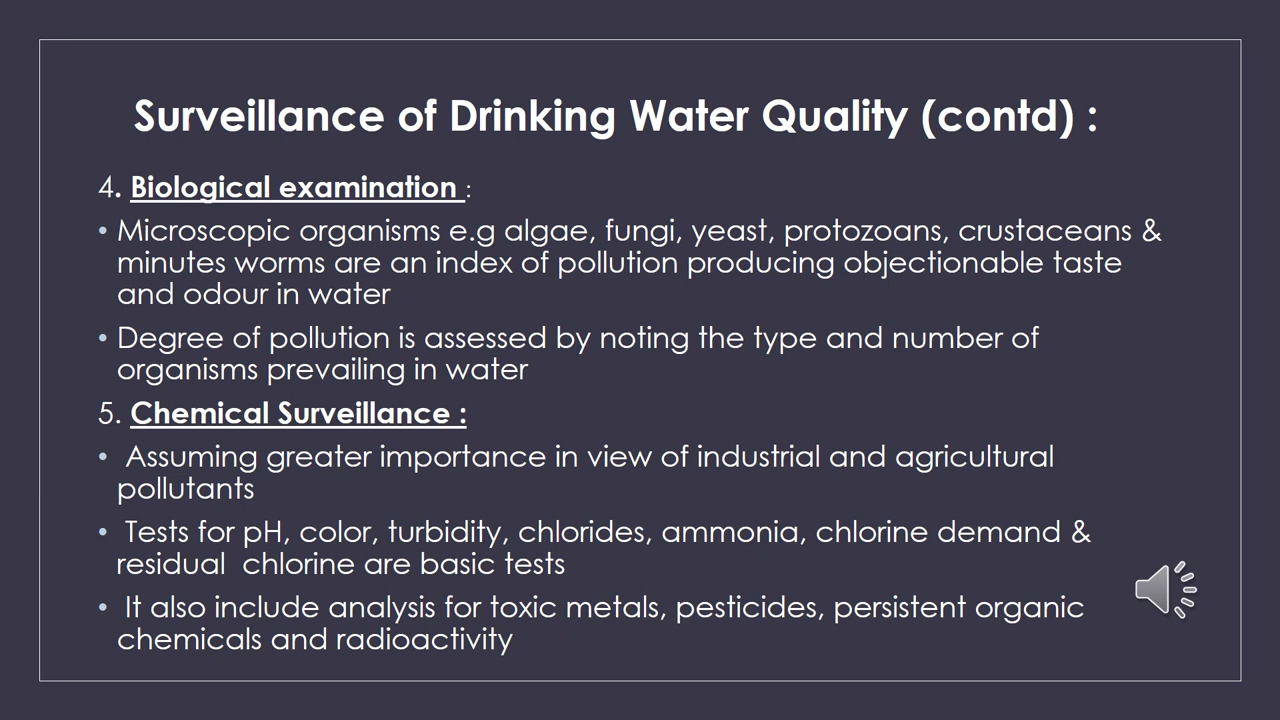 Surveillance of Drinking Water Quality (contd) :
4. Biological examination :
• Microscopic organisms e.g algae, fungi, yeast, protozoans, crustaceans &
minutes worms are an index of pollution producing objectionable taste
and odour in water
• Degree of pollution is assessed by noting the type and number of
organisms prevailing in water
5. Chemical Surveillance :
• Assuming greater importance in view of industrial and agricultural
pollutants
• Tests for pH, color, turbidity, chlorides, ammonia, chlorine demand &
residual  chlorine are basic tests
• It also include analysis for toxic metals, pesticides, persistent organic
chemicals and radioactivity